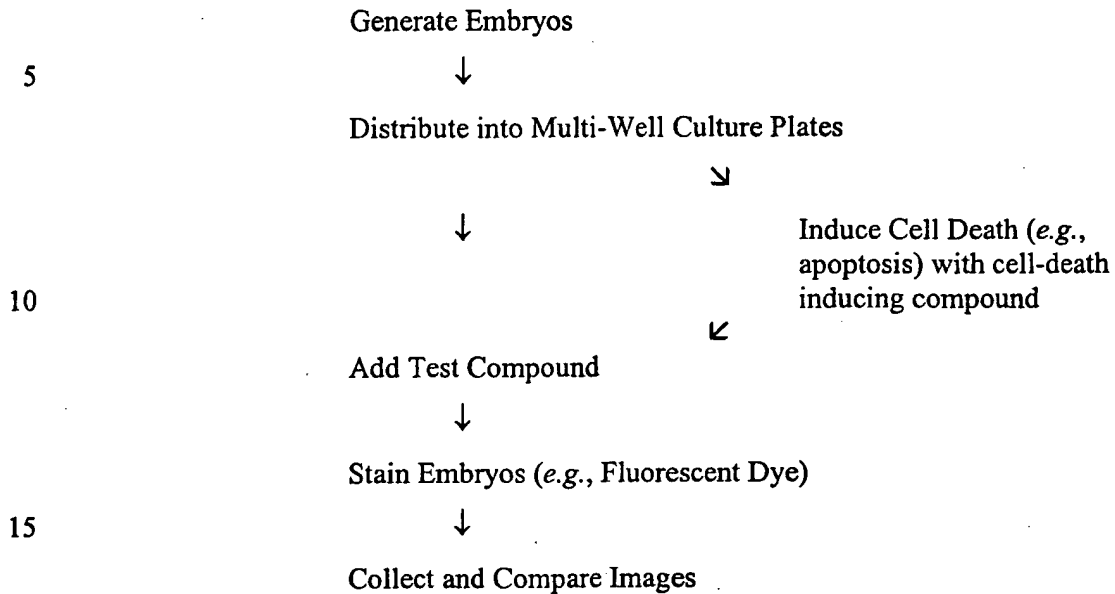 Generate Embryos
5 ↓
Distribute into Multi-Well Culture Plates
↘
↓ Induce Cell Death (e.g.,
apoptosis) with cell-death
10 inducing compound
↙
Add Test Compound
↓
Stain Embryos (e.g., Fluorescent Dye)
15 ↓
Collect and Compare Images